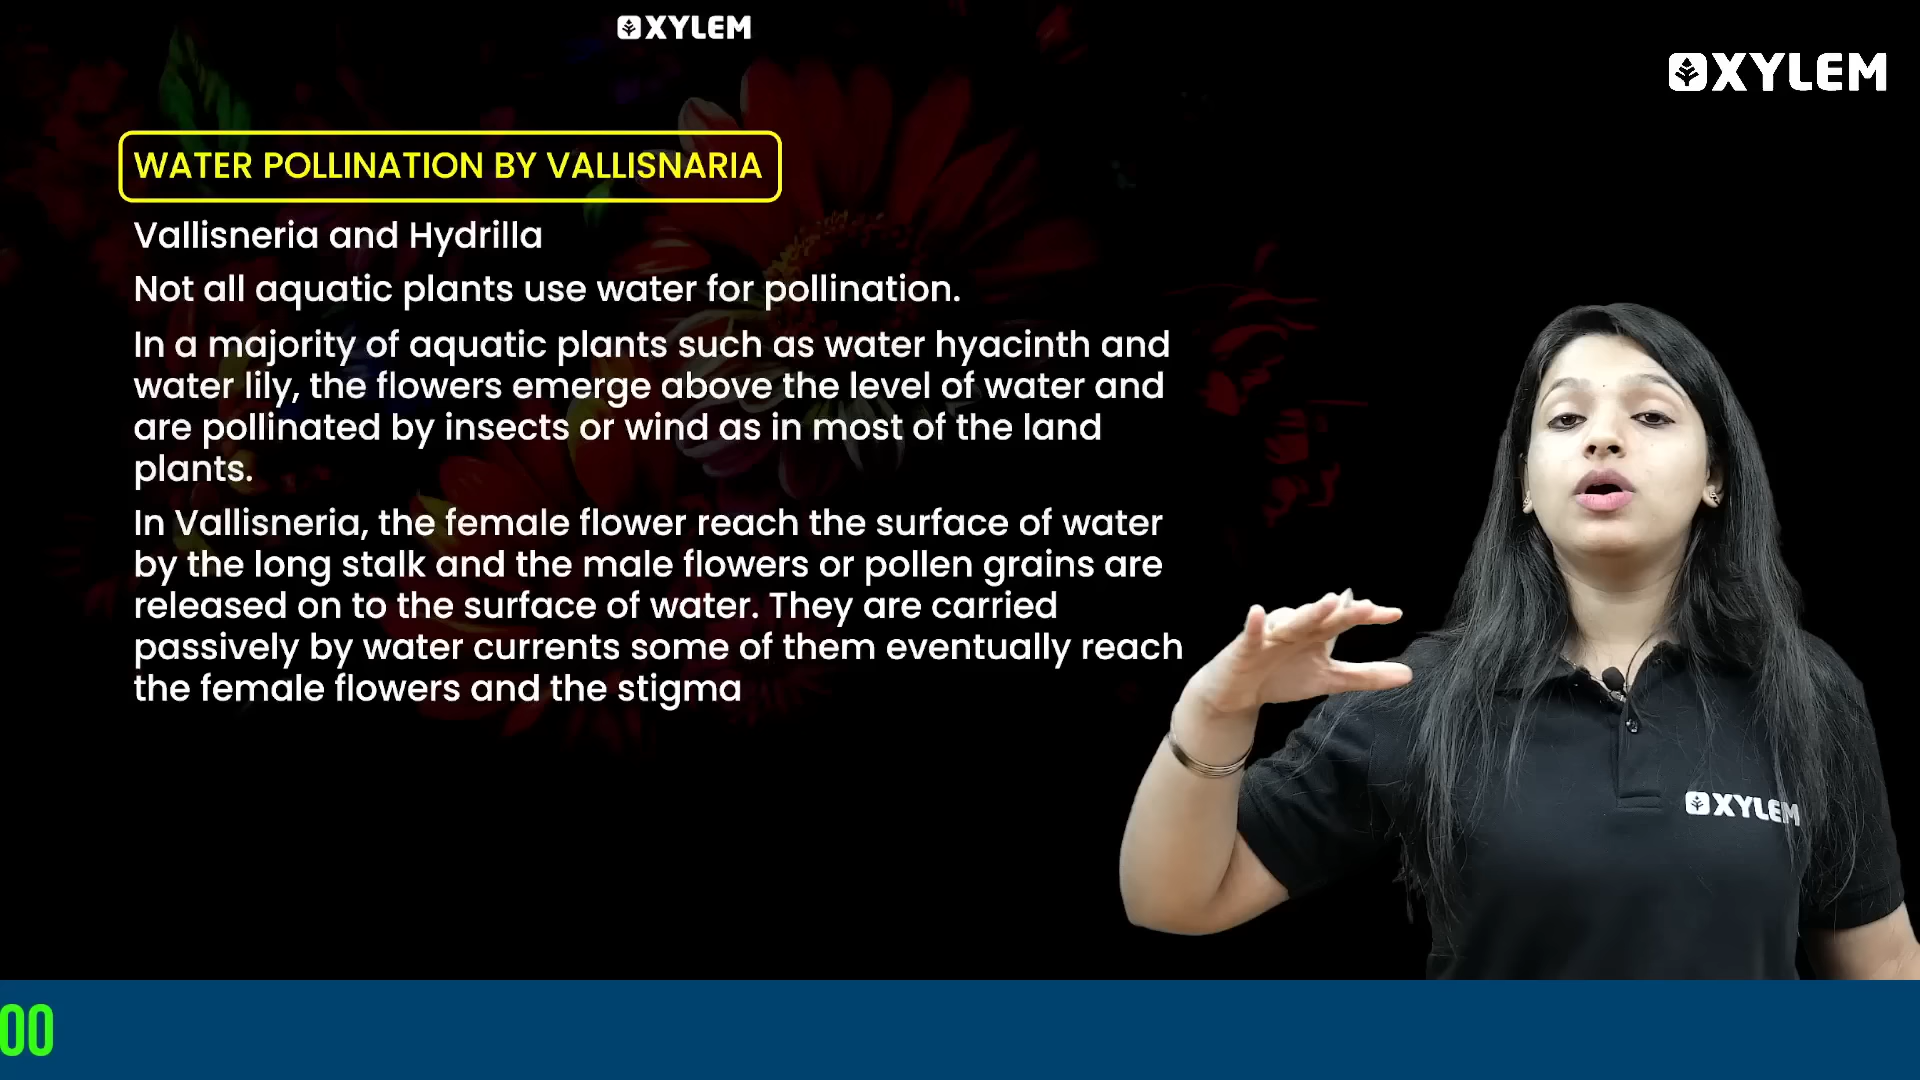 XYLEM
XYLEM
WATER POLLINATION BY VALLISNARIA
Vallisneria and Hydrilla
Not all aquatic plants use water for pollination.
In a majority of aquatic plants such as water hyacinth and
water lily, the flowers emerge above the level of water and
are pollinated by insects or wind as in most of the land
plants.
In Vallisneria, the female flower reach the surface of water
by the long stalk and the male flowers or pollen grains are
released on to the surface of water. They are carried
passively by water currents some of them eventually reach
the female flowers and the stigma
XYLEM
00